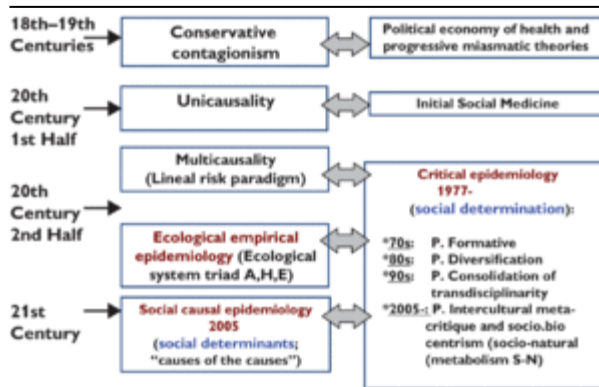 18th–19th
Centuries
Conservative
contagionism
Political economy of health and
progressive miasmatic theories
20th
Century
1st Half
Unicausality
Initial Social Medicine
20th
Century
2nd Half
Multicausality
(Lineal risk paradigm)
Ecological empirical
epidemiology (Ecological
system triad A,H,E)
Critical epidemiology
1977-
(social determination):
*70s: P. Formative
*80s: P. Diversification
*90s: P. Consolidation of
transdisciplinarity
*2005-: P. Intercultural meta-
critique and socio.bio
centrism (socio-natural
(metabolism S-N)
21st
Century
Social causal epidemiology
2005
(social determinants;
"causes of the causes")